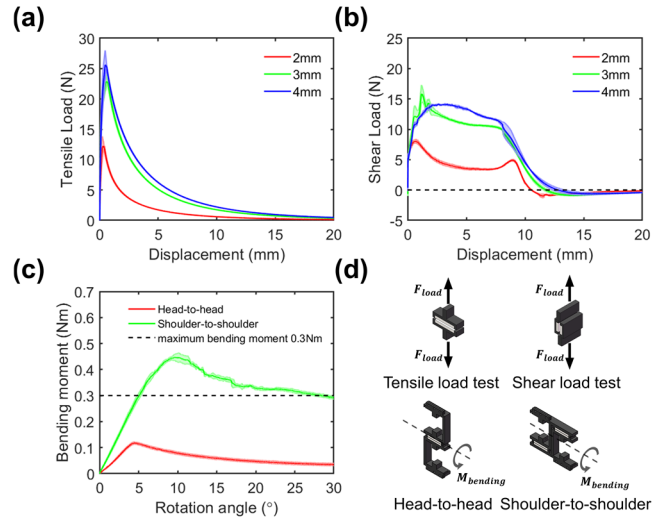 (a)
Tensile Load (N)
30
25
20
15
10
5
0
2mm
3mm
4mm
0
5
10
15
20
Displacement (mm)
(b)
Shear Load (N)
25
20
15
10
5
0
-5
2mm
3mm
4mm
0
5
10
15
20
Displacement (mm)
(c)
Bending moment (Nm)
0.7
0.6
0.5
0.4
0.3
0.2
0.1
0
Head-to-head
Shoulder-to-shoulder
maximum bending moment 0.3Nm
0
5
10
15
20
25
30
Rotation angle (°)
(d)
F_load
F_load
F_load
F_load
Tensile load test
Shear load test
M_bending
M_bending
Head-to-head
Shoulder-to-shoulder